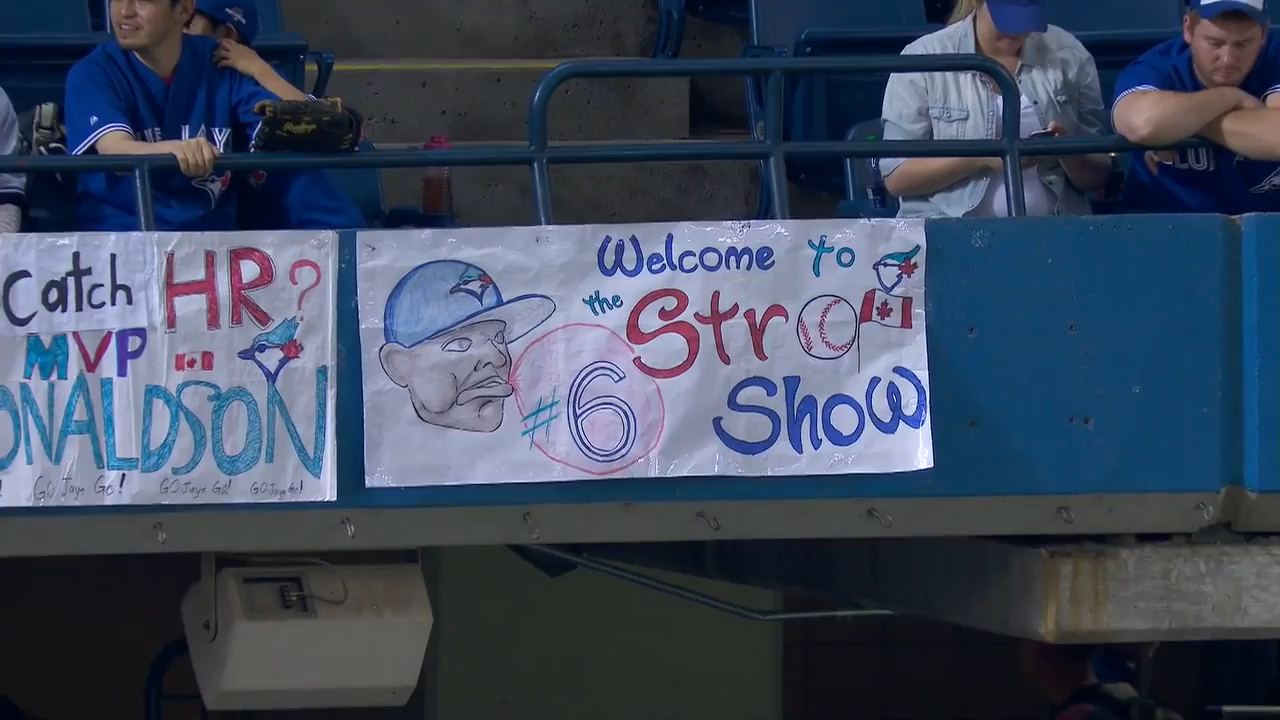 Catch HR?
MVP
ONALDSON
Go Jays Go! GO Jays Go! GO Jays Go!
Welcome to
the Stro
Show
#6
Rawlings